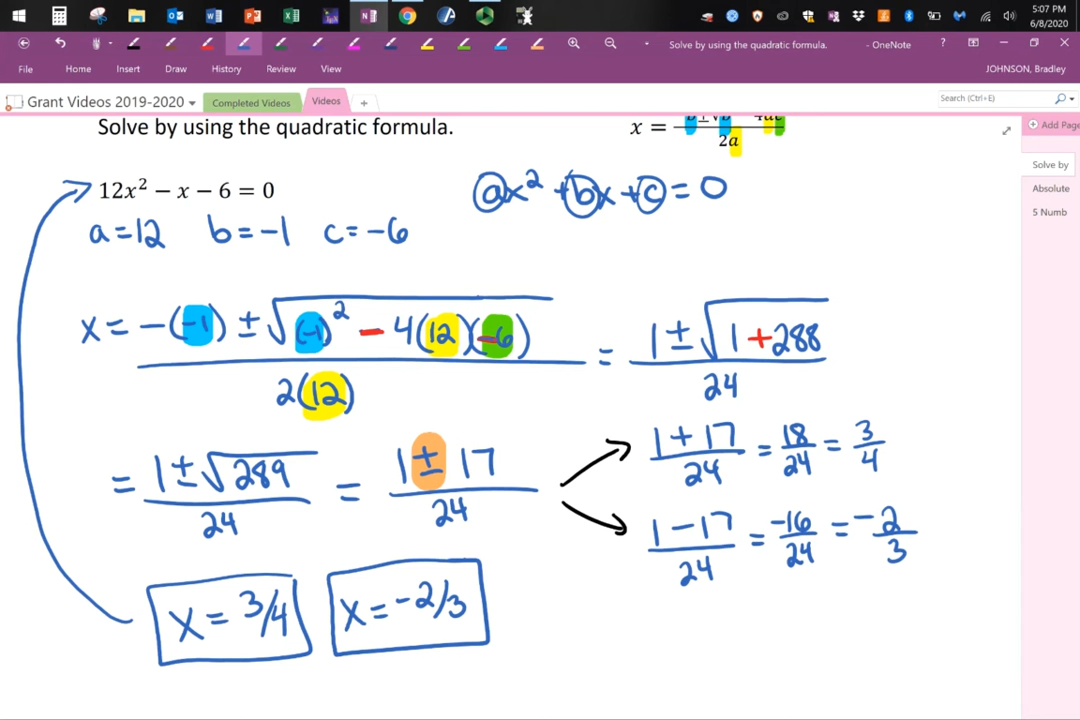 5:07 PM
6/8/2020
Solve by using the quadratic formula. - OneNote
File Home Insert Draw History Review View
JOHNSON, Bradley
Grant Videos 2019-2020 Completed Videos Videos
Search (Ctrl+E)
Solve by using the quadratic formula.
x = -b ± √b² - 4ac / 2a
Add Page
Solve by
Absolute
5 Numb
12x² − x − 6 = 0
ax² + bx + c = 0
a = 12 b = -1 c = -6
x = -(-1) ± √(-1)² - 4(12)(-6) / 2(12) = 1 ± √1 + 288 / 24
= 1 ± √289 / 24 = 1 ± 17 / 24
1 + 17 / 24 = 18/24 = 3/4
1 - 17 / 24 = -16/24 = -2/3
x = 3/4 x = -2/3